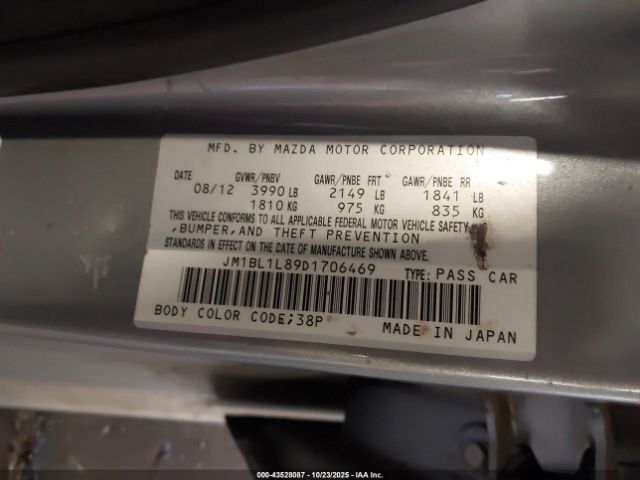 MFD. BY MAZDA MOTOR CORPORATION
DATE GVWR/PNBV GAWR/PNBE FRT GAWR/PNBE RR
08/12 3990 LB 2149 LB 1841 LB
1810 KG 975 KG 835 KG
THIS VEHICLE CONFORMS TO ALL APPLICABLE FEDERAL MOTOR VEHICLE SAFETY
,BUMPER,AND THEFT PREVENTION
STANDARDS IN EFFECT ON THE DATE OF MANUFACTURE SHOWN ABOVE.
JM1BL1L89D1706469 TYPE: PASS CAR
BODY COLOR CODE;38P MADE IN JAPAN
000-43528087 - 10/23/2025 - IAA Inc.